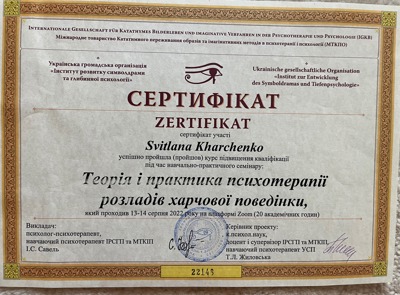 INTERNATIONALE GESELLSCHAFT FÜR KATATHYMES BILDERLEBEN UND IMAGINATIVE VERFAHREN IN DER PSYCHOTHERAPIE UND PSYCHOLOGIE (IGKB)
Міжнародне товариство Кататимного переживання образів та імагінативних методів в психотерапії і психології (МТКПО)
Українська громадська організація
«Інститут розвитку символдрами
та глибинної психології»
Ukrainische gesellschaftliche Organisation
«Institut zur Entwicklung
des Symboldramas und Tiefenpsychologie»
СЕРТИФІКАТ
ZERTIFIKAT
сертифікат участі
Svitlana Kharchenko
успішно пройшла (пройшов) курс підвищення кваліфікації
під час навчально-практичного семінару:
Теорія і практика психотерапії
розладів харчової поведінки,
який проходив 13-14 серпня 2022 року на платформі Zoom (20 академічних годин)
Викладач:
психолог-психотерапевт,
навчаючий психотерапевт ІРСГП та МТКПІ
І.С. Савель
Керівник проекту:
к.психол.наук,
доцент і супервізор ІРСГП та МТКПІ
навчаючий психотерапевт УСП
Т.Л. Жиловська
22143